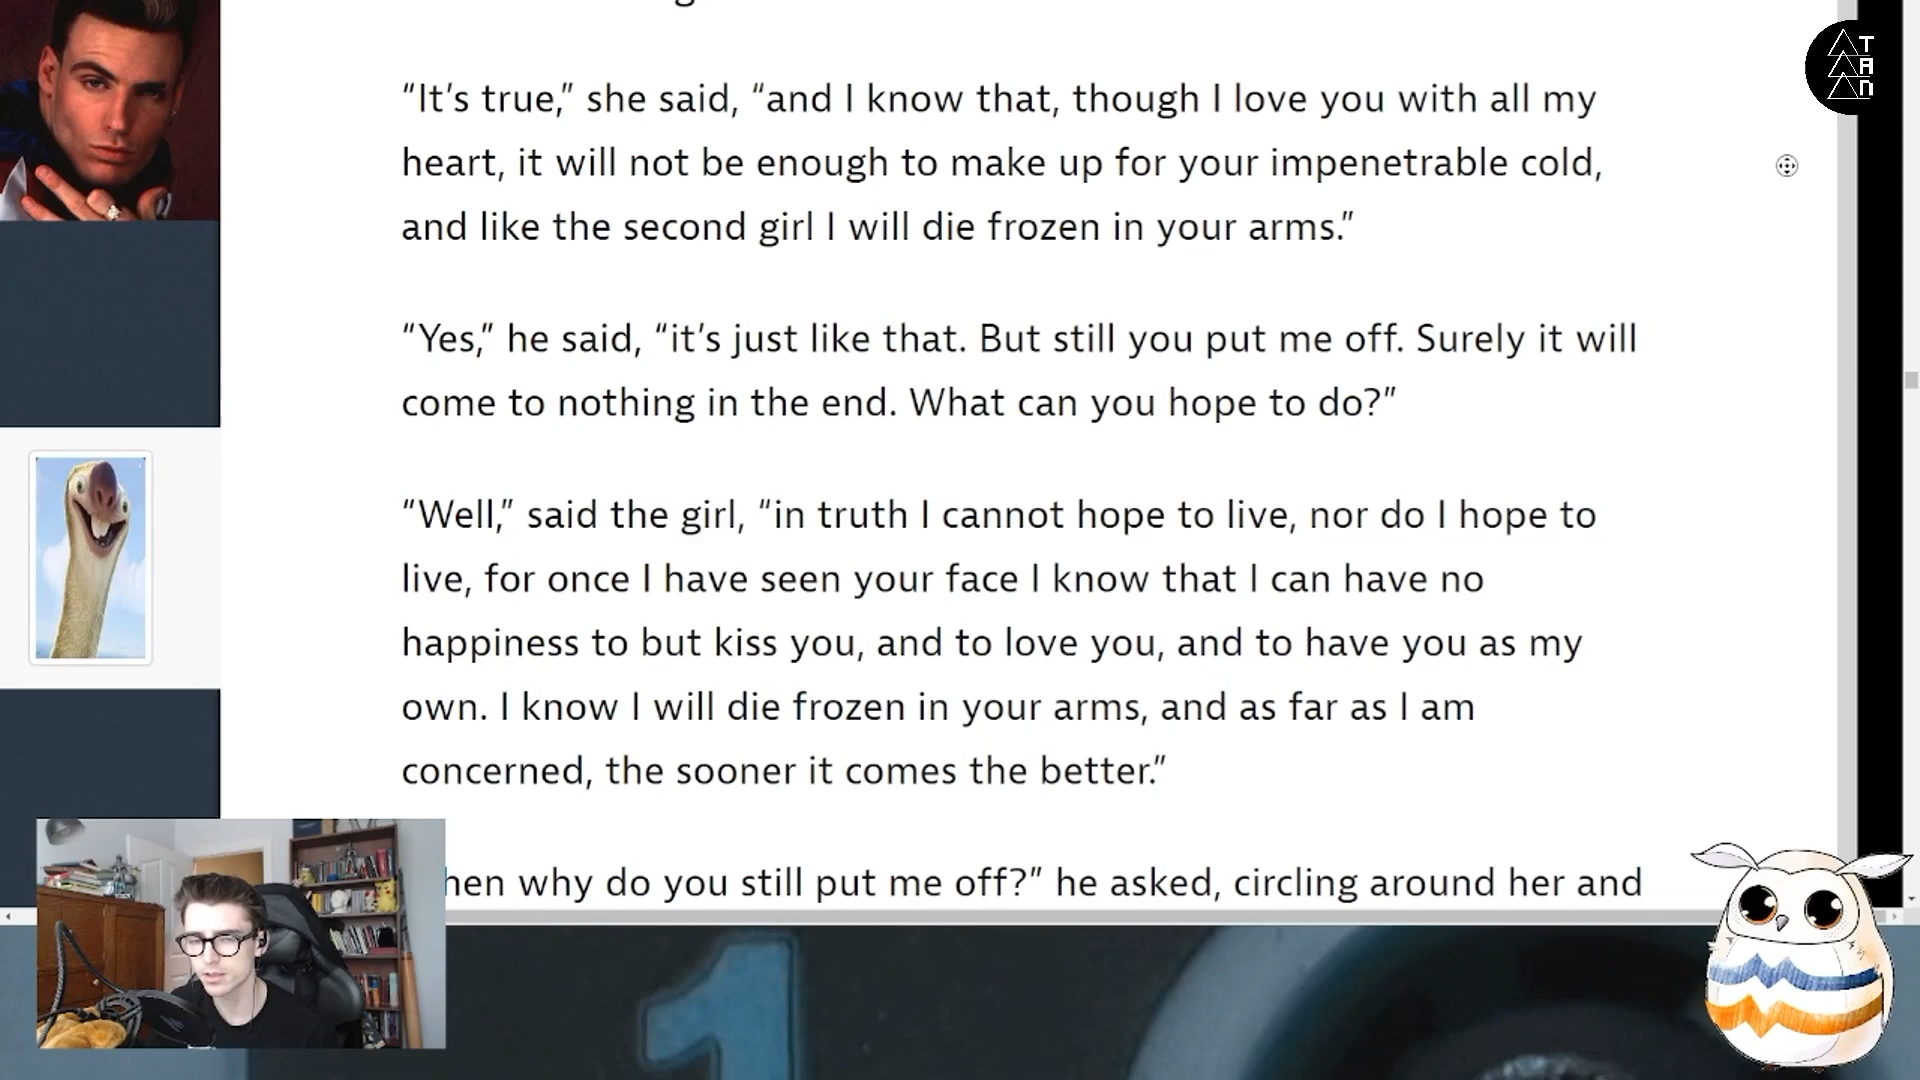 “It’s true,” she said, “and I know that, though I love you with all my
heart, it will not be enough to make up for your impenetrable cold,
and like the second girl I will die frozen in your arms.”
“Yes,” he said, “it’s just like that. But still you put me off. Surely it will
come to nothing in the end. What can you hope to do?”
“Well,” said the girl, “in truth I cannot hope to live, nor do I hope to
live, for once I have seen your face I know that I can have no
happiness to but kiss you, and to love you, and to have you as my
own. I know I will die frozen in your arms, and as far as I am
concerned, the sooner it comes the better.”
hen why do you still put me off?” he asked, circling around her and
TAN
1